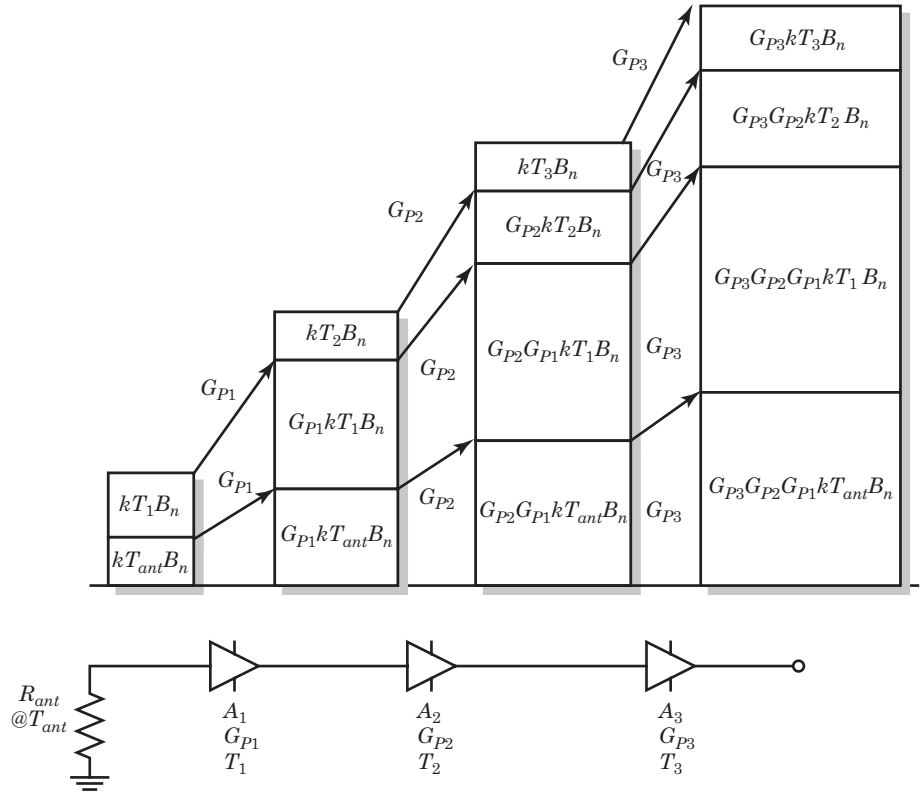 G_{P3}kT_3B_n
G_{P3}
G_{P3}G_{P2}kT_2 B_n
kT_3B_n
G_{P3}
G_{P2}
G_{P2}kT_2B_n
G_{P3}G_{P2}G_{P1}kT_1 B_n
kT_2B_n
G_{P2}G_{P1}kT_1B_n
G_{P3}
G_{P2}
G_{P1}
G_{P1}kT_1B_n
G_{P1}
G_{P3}G_{P2}G_{P1}kT_{ant}B_n
kT_1B_n
G_{P2}
G_{P2}G_{P1}kT_{ant}B_n
G_{P3}
G_{P1}kT_{ant}B_n
kT_{ant}B_n
R_{ant}
@T_{ant}
A_1
G_{P1}
T_1
A_2
G_{P2}
T_2
A_3
G_{P3}
T_3